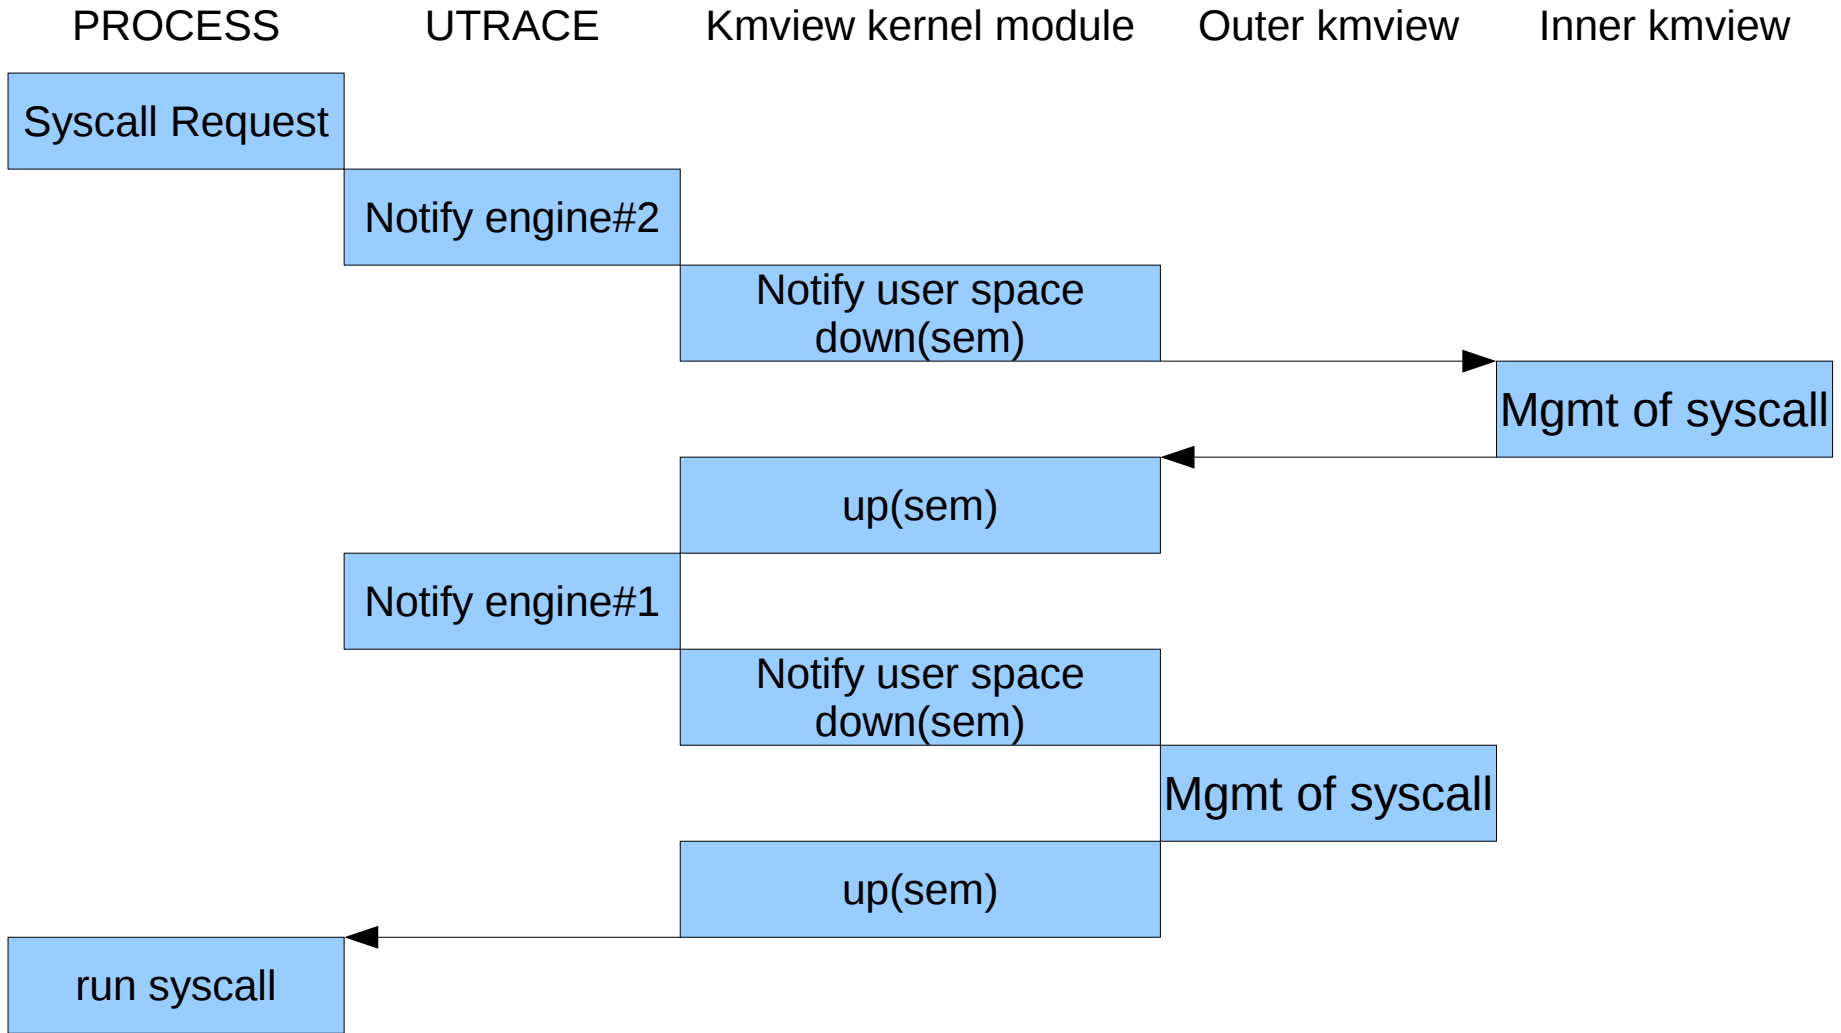 PROCESS
UTRACE
Kmview kernel module
Outer kmview
Inner kmview
Syscall Request
Notify engine#2
Notify user space
down(sem)
Mgmt of syscall
up(sem)
Notify engine#1
Notify user space
down(sem)
Mgmt of syscall
up(sem)
run syscall